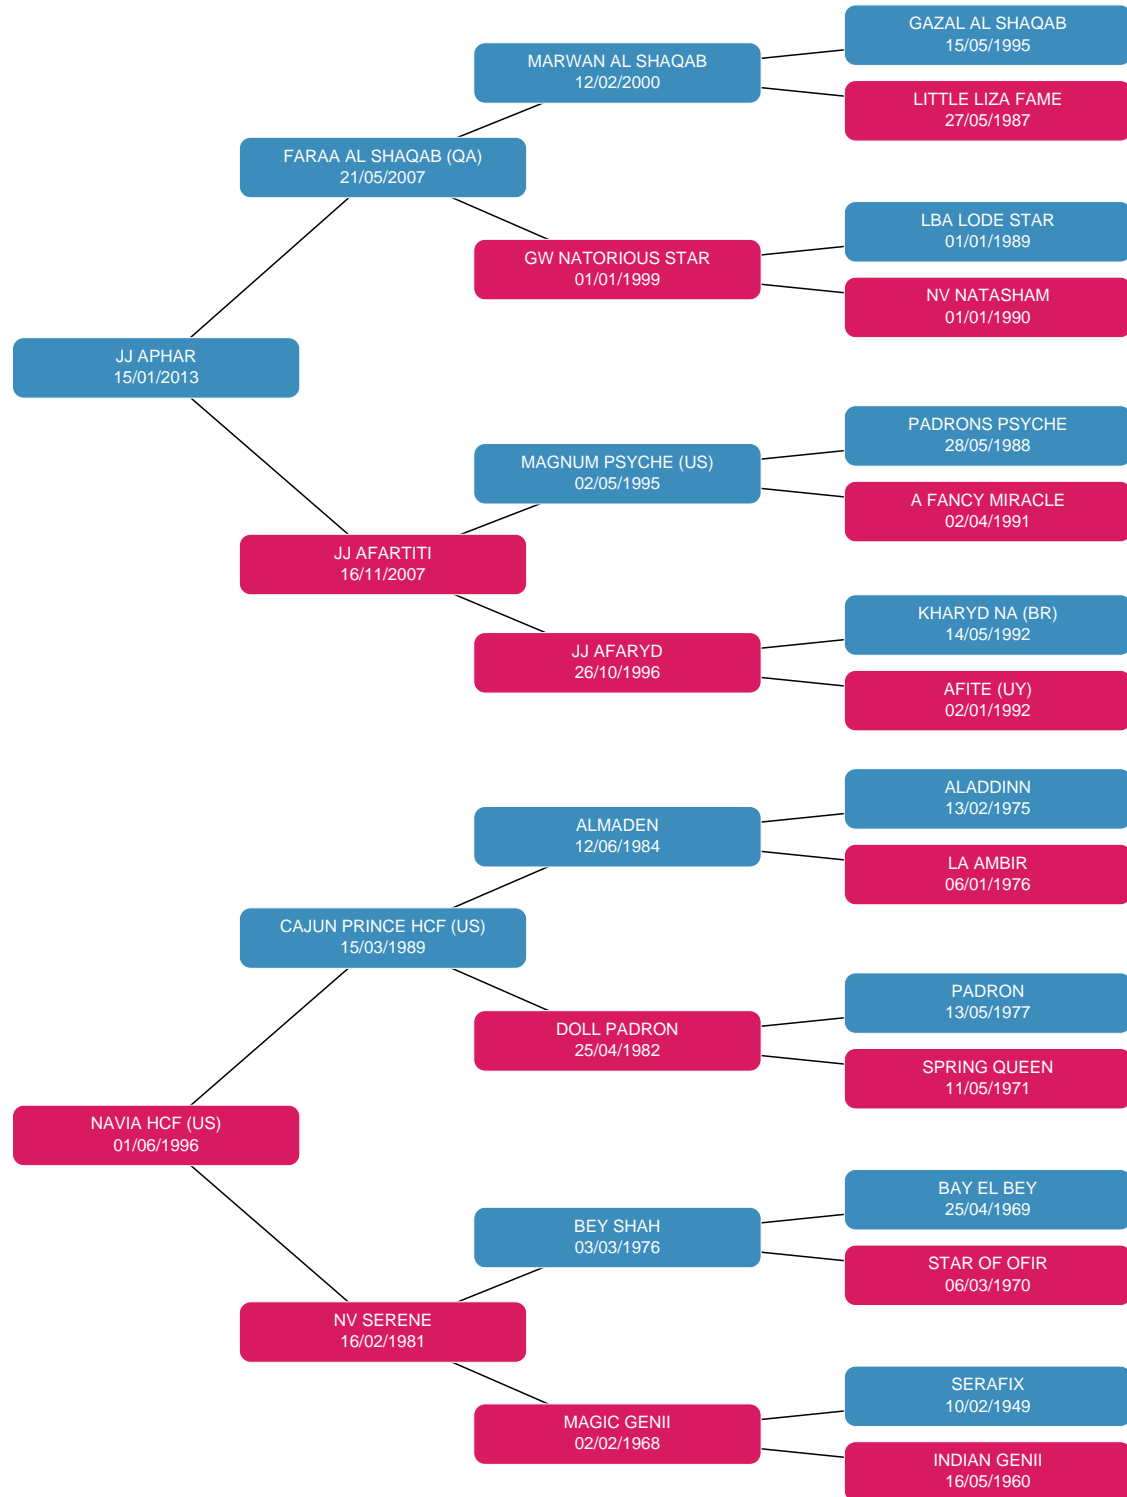 GAZAL AL SHAQAB
15/05/1995
MARWAN AL SHAQAB
12/02/2000
LITTLE LIZA FAME
27/05/1987
FARAA AL SHAQAB (QA)
21/05/2007
LBA LODE STAR
01/01/1989
GW NATORIOUS STAR
01/01/1999
NV NATASHAM
01/01/1990
JJ APHAR
15/01/2013
PADRONS PSYCHE
28/05/1988
MAGNUM PSYCHE (US)
02/05/1995
A FANCY MIRACLE
02/04/1991
JJ AFARTITI
16/11/2007
KHARYD NA (BR)
14/05/1992
JJ AFARYD
26/10/1996
AFITE (UY)
02/01/1992
ALADDINN
13/02/1975
ALMADEN
12/06/1984
LA AMBIR
06/01/1976
CAJUN PRINCE HCF (US)
15/03/1989
PADRON
13/05/1977
DOLL PADRON
25/04/1982
SPRING QUEEN
11/05/1971
NAVIA HCF (US)
01/06/1996
BAY EL BEY
25/04/1969
BEY SHAH
03/03/1976
STAR OF OFIR
06/03/1970
NV SERENE
16/02/1981
SERAFIX
10/02/1949
MAGIC GENII
02/02/1968
INDIAN GENII
16/05/1960